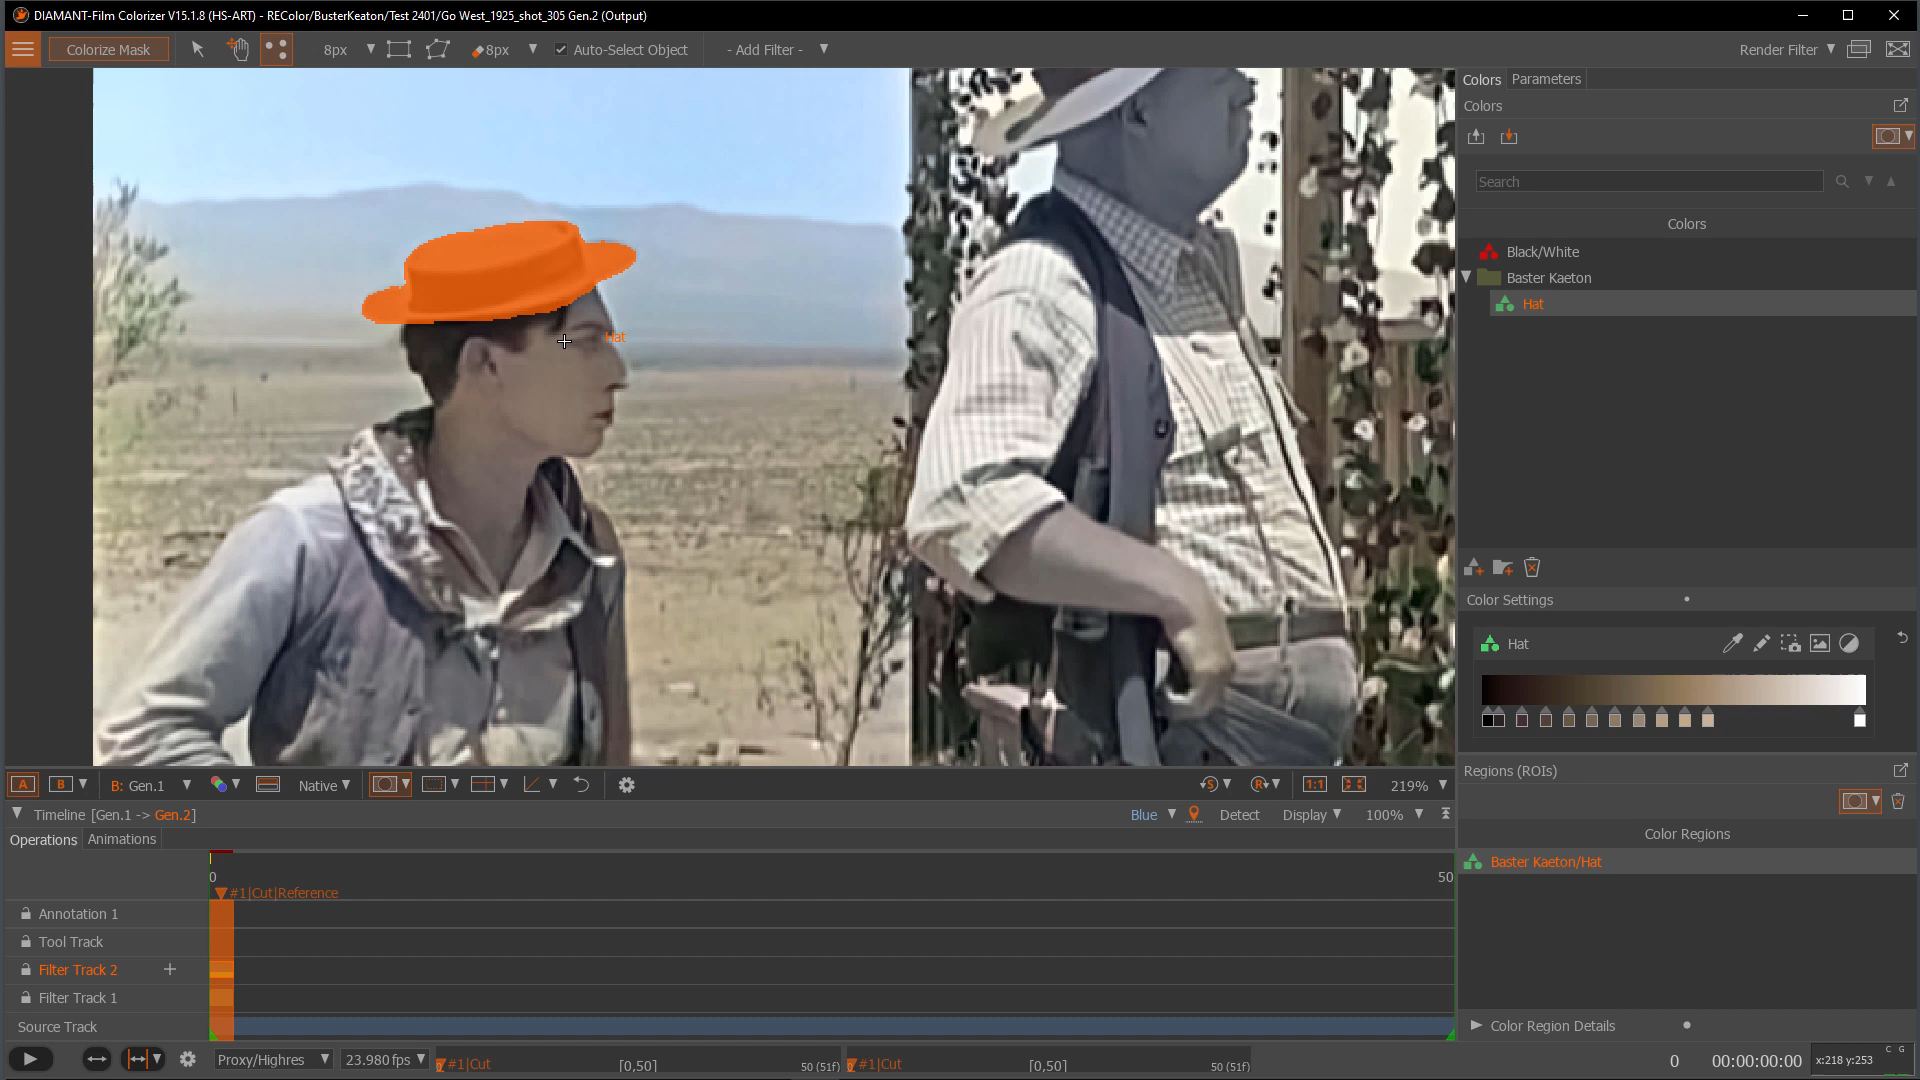 DIAMANT-Film Colorizer V15.1.8 (HS-ART) - REColor/BusterKeaton/Test 2401/Go West_1925_shot_305 Gen.2 (Output)
Colorize Mask
8px
8px
Auto-Select Object
- Add Filter -
Render Filter
Colors
Parameters
Colors
Search
Colors
Black/White
Baster Kaeton
Hat
Hat
Color Settings
Hat
A
B
B: Gen.1
Native
S
R
1:1
219%
Regions (ROIs)
Color Regions
Baster Kaeton/Hat
Color Region Details
Timeline [Gen.1 -> Gen.2]
Blue
Detect
Display
100%
Operations
Animations
0
50
#1|Cut|Reference
Annotation 1
Tool Track
Filter Track 2
Filter Track 1
Source Track
Proxy/Highres
23.980 fps
#1|Cut
[0,50]
50 (51f)
#1|Cut
[0,50]
50 (51f)
0
00:00:00:00
x:218 y:253
C G